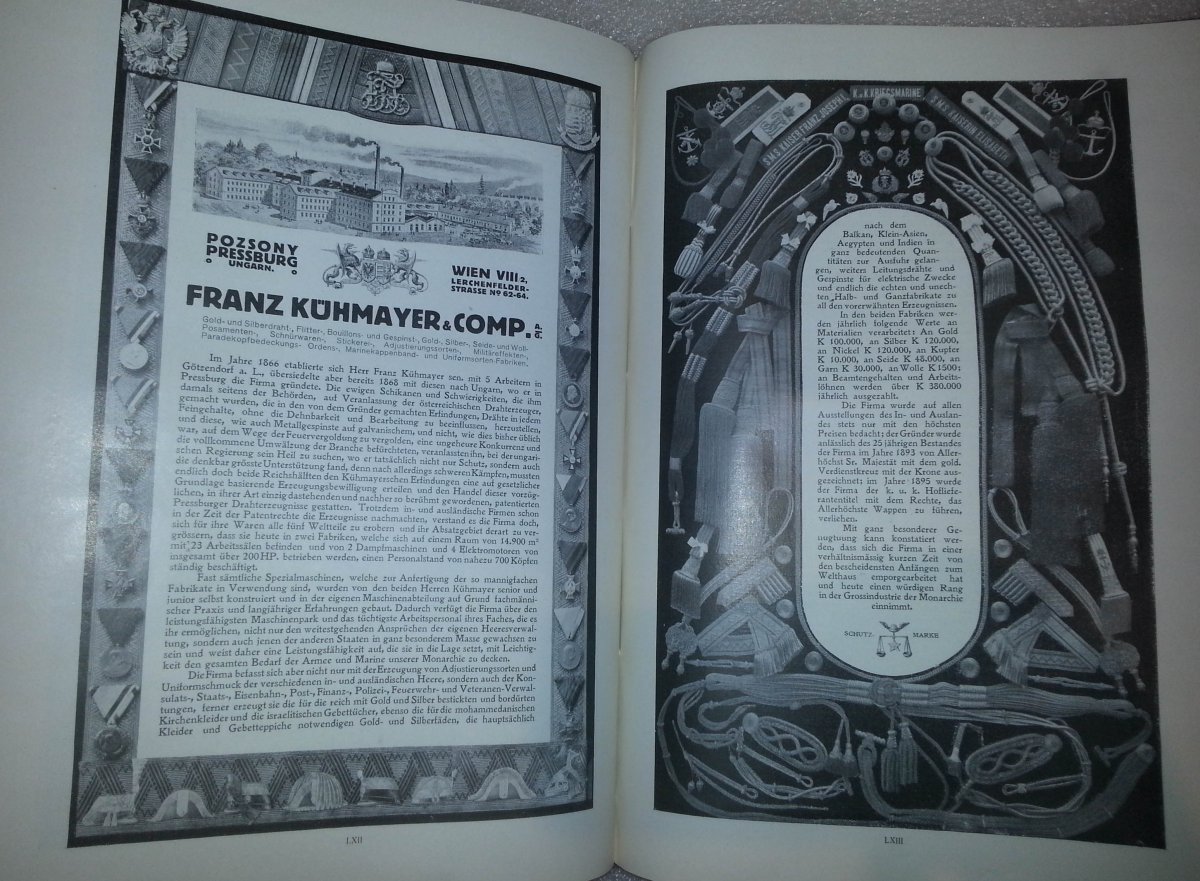 POZSONY
PRESSBURG
UNGARN.
WIEN VIII/2,
LERCHENFELDER-
STRASSE No 62-64.
FRANZ KÜHMAYER & COMP. A. G.
Gold- und Silberdraht-, Flitter-, Bouillons- und Gespinst-, Gold-, Silber-, Seide- und Woll-
Posamenten-, Schnürwaren-, Stickerei-, Adjustierungssorten-, Militäreffekten-,
Paradekopfbedeckungs- Ordens-, Marinekappenband- und Uniformsorten-Fabriken.
Im Jahre 1866 etablierte sich Herr Franz Kühmayer sen. mit 5 Arbeitern in
Götzendorf a. L., übersiedelte aber bereits 1868 mit diesen nach Ungarn, wo er in
Pressburg die Firma gründete. Die ewigen Schikanen und Schwierigkeiten, die ihm
damals seitens der Behörden, auf Veranlassung der österreichischen Drahterzeuger,
gemacht wurden, die in den von dem Gründer gemachten Erfindungen, Drähte in jedem
Feingehalte, ohne die Dehnbarkeit und Bearbeitung zu beeinflussen, herzustellen,
und diese, wie auch Metallgespinste auf galvanischem, und nicht, wie dies bisher üblich
war, auf dem Wege der Feuervergoldung zu vergolden, eine ungeheure Konkurrenz und
die vollkommene Umwälzung der Branche befürchteten, veranlassten ihn, bei der ungari-
schen Regierung sein Heil zu suchen, wo er tatsächlich nicht nur Schutz, sondern auch
die denkbar grösste Unterstützung fand, denn nach allerdings schweren Kämpfen, mussten
endlich doch beide Reichshälften den Kühmayerschen Erfindungen eine auf gesetzlicher
Grundlage basierende Erzeugungsbewilligung erteilen und den Handel dieser vorzüg-
lichen, in ihrer Art einzig dastehenden und nachher so berühmt gewordenen, patentierten
Pressburger Drahterzeugnisse gestatten. Trotzdem in- und ausländische Firmen schon
in der Zeit der Patentrechte die Erzeugnisse nachmachten, verstand es die Firma doch,
sich für ihre Waren alle fünf Weltteile zu erobern und ihr Absatzgebiet derart zu ver-
grössern, dass sie heute in zwei Fabriken, welche sich auf einem Raum von 14.900 m²
mit 23 Arbeitssälen befinden und von 2 Dampfmaschinen und 4 Elektromotoren von
insgesamt über 200 HP. betrieben werden, einen Personalstand von nahezu 700 Köpfen
ständig beschäftigt.
Fast sämtliche Spezialmaschinen, welche zur Anfertigung der so mannigfachen
Fabrikate in Verwendung sind, wurden von den beiden Herren Kühmayer senior und
junior selbst konstruiert und in der eigenen Maschinenabteilung auf Grund fachmänni-
scher Praxis und langjähriger Erfahrungen gebaut. Dadurch verfügt die Firma über den
leistungsfähigsten Maschinenpark und das tüchtigste Arbeitspersonal ihres Faches, die es
ihr ermöglichen, nicht nur den weitestgehenden Ansprüchen der eigenen Heeresverwal-
tung, sondern auch jenen der anderen Staaten in ganz besonderem Masse gewachsen zu
sein und weist daher eine Leistungsfähigkeit auf, die sie in die Lage setzt, mit Leichtig-
keit den gesamten Bedarf der Armee und Marine unserer Monarchie zu decken.
Die Firma befasst sich aber nicht nur mit der Erzeugung von Adjustierungssorten und
Uniformschmuck der verschiedenen in- und ausländischen Heere, sondern auch der Kon-
sulats-, Staats-, Eisenbahn-, Post-, Finanz-, Polizei-, Feuerwehr- und Veteranen-Verwal-
tungen, ferner erzeugt sie die für die reich mit Gold und Silber bestickten und bordürten
Kirchenkleider und die israelitischen Gebettücher, ebenso die für die mohammedanischen
Kleider und Gebetteppiche notwendigen Gold- und Silberfäden, die hauptsächlich
LXII
S.M.S KAISER FRANZ JOSEPH I.
K.u.K.KRIEGSMARINE
S.M.S KAISERIN ELISABETH
nach dem
Balkan, Klein-Asien,
Aegypten und Indien in
ganz bedeutenden Quan-
titäten zur Ausfuhr gelan-
gen, weiters Leitungsdrähte und
Gespinste für elektrische Zwecke
und endlich die echten und unech-
ten Halb- und Ganzfabrikate zu
all den vorerwähnten Erzeugnissen.
In den beiden Fabriken wer-
den jährlich folgende Werte an
Materialien verarbeitet: An Gold
K 100.000, an Silber K 120.000,
an Nickel K 120.000, an Kupfer
K 10.000, an Seide K 48.000, an
Garn K 30.000, an Wolle K 1500;
an Beamtengehalten und Arbeits-
löhnen werden über K 380.000
jährlich ausgezahlt.
Die Firma wurde auf allen
Ausstellungen des In- und Auslan-
des stets nur mit den höchsten
Preisen bedacht; der Gründer wurde
anlässlich des 25 jährigen Bestandes
der Firma im Jahre 1893 von Aller-
höchst Sr. Majestät mit dem gold.
Verdienstkreuz mit der Krone aus-
gezeichnet; im Jahre 1895 wurde
der Firma der k. u. k. Hofliefe-
rantentitel mit dem Rechte, das
Allerhöchste Wappen zu führen,
verliehen.
Mit ganz besonderer Ge-
nugtuung kann konstatiert wer-
den, dass sich die Firma in einer
verhältnismässig kurzen Zeit von
den bescheidensten Anfängen zum
Welthaus emporgearbeitet hat
und heute einen würdigen Rang
in der Grossindustrie der Monarchie
einnimmt.
SCHUTZ-MARKE
LXIII